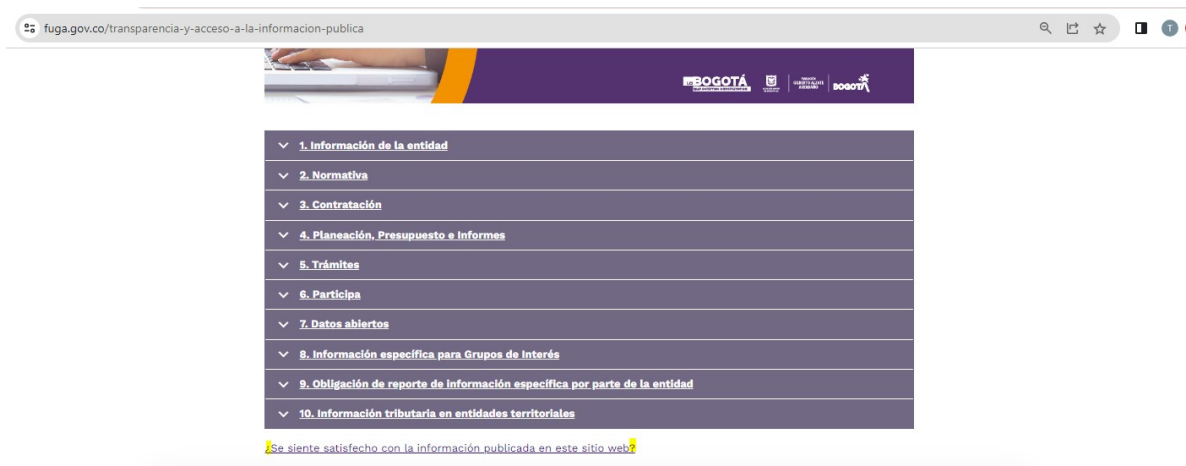 fuga.gov.co/transparencia-y-acceso-a-la-informacion-publica
T
BOGOTÁ
BOGOTÁ
1. Información de la entidad
2. Normativa
3. Contratación
4. Planeación, Presupuesto e Informes
5. Trámites
6. Participa
7. Datos abiertos
8. Información específica para Grupos de Interés
9. Obligación de reporte de información específica por parte de la entidad
10. Información tributaria en entidades territoriales
¿Se siente satisfecho con la información publicada en este sitio web?